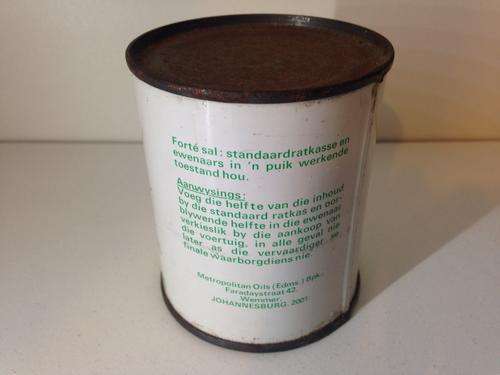 Forté sal: standaardratkasse en
ewenaars in 'n puik werkende
toestand hou.
Aanwysings:
Voeg die helfte van die inhoud
by die standaard ratkas en oor-
blywende helfte in die ewenaar
verkieslik by die aankoop van
die voertuig, in alle geval nie
later as die vervaardiger se
finale waarborgdiens nie.
Metropolitan Oils (Edms.) Bpk.,
Faradaystraat 42,
Wemmer,
JOHANNESBURG. 2001.